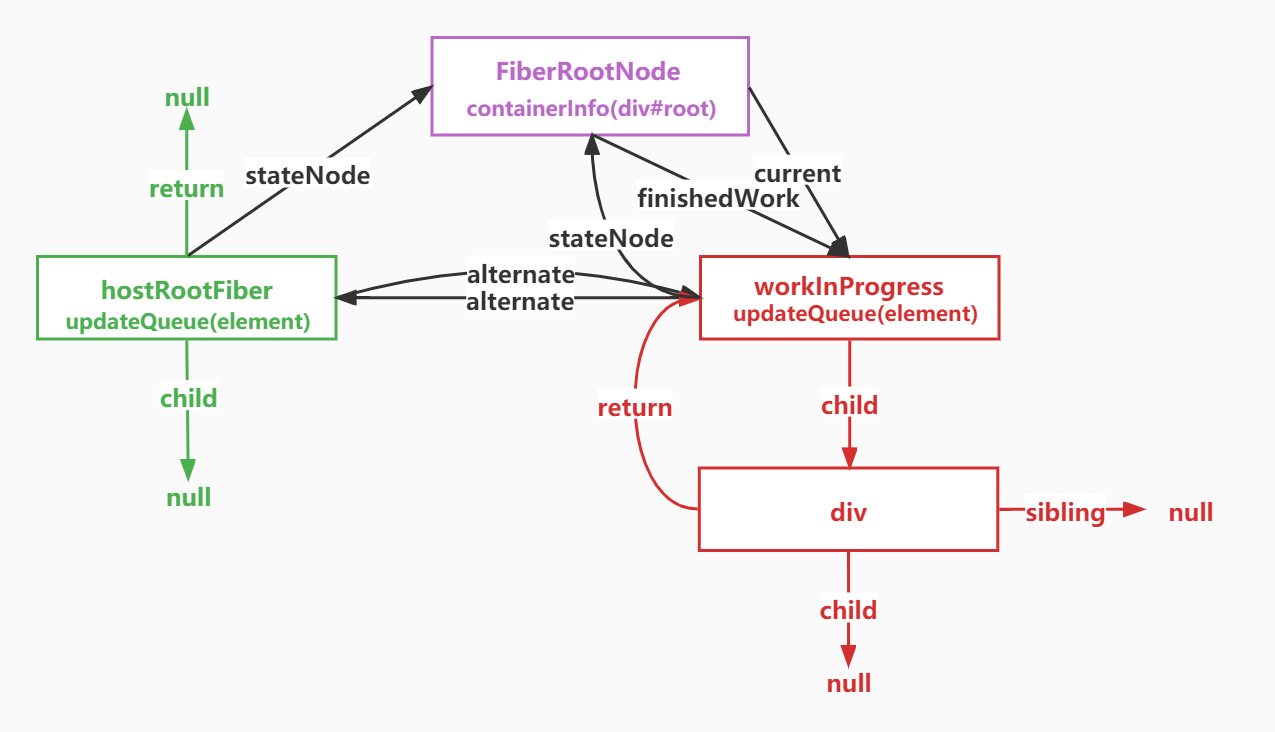 FiberRootNode
containerInfo(div#root)
null
stateNode
current
return
finishedWork
stateNode
alternate
alternate
hostRootFiber
updateQueue(element)
workInProgress
updateQueue(element)
child
return
child
null
div
sibling
null
child
null